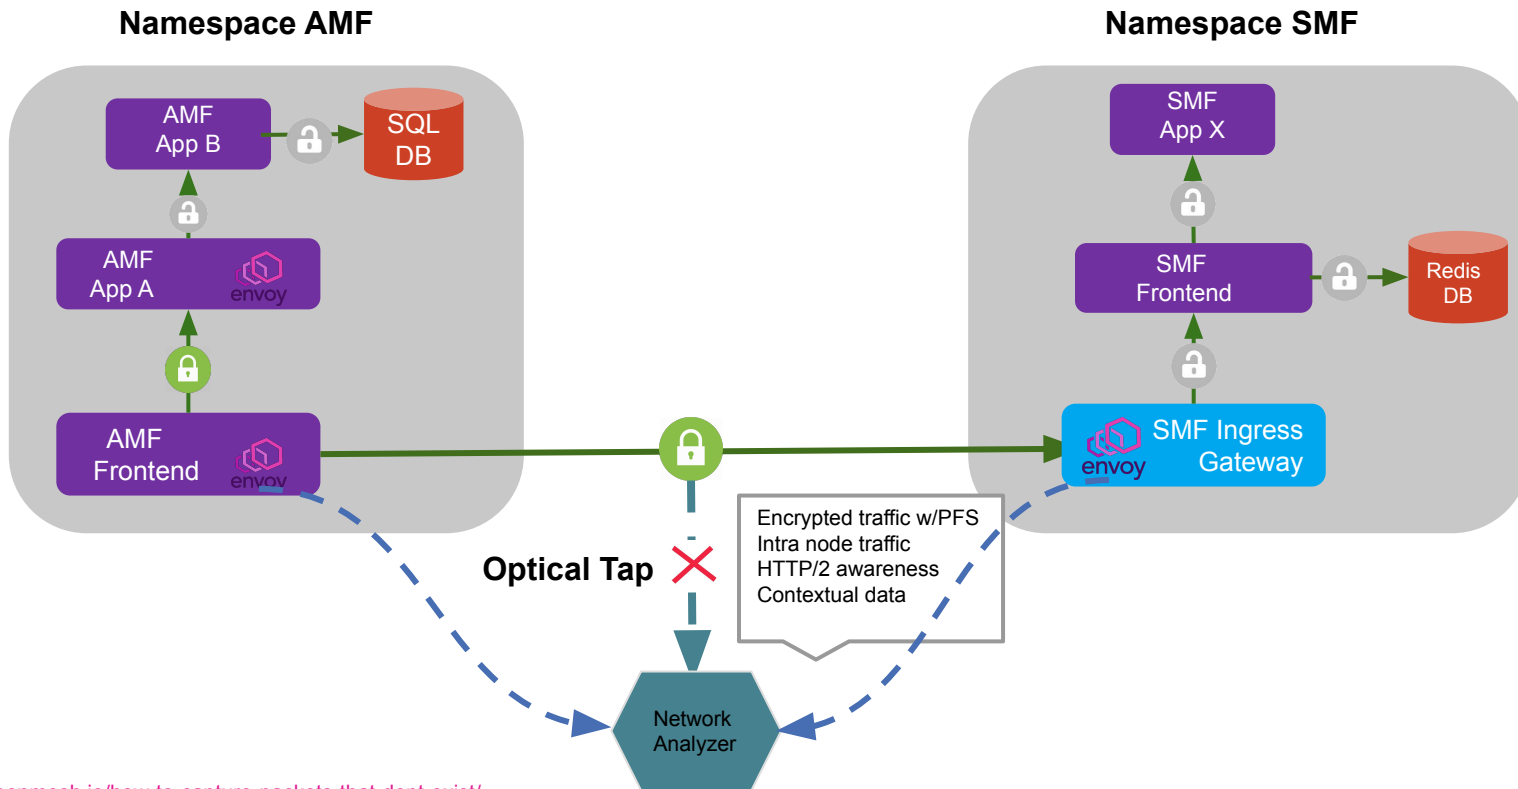 Namespace AMF
Namespace SMF
AMF
App B
SQL
DB
AMF
App A
envoy
AMF
Frontend
envoy
SMF
App X
SMF
Frontend
Redis
DB
SMF Ingress
Gateway
envoy
Optical Tap
Encrypted traffic w/PFS
Intra node traffic
HTTP/2 awareness
Contextual data
Network
Analyzer